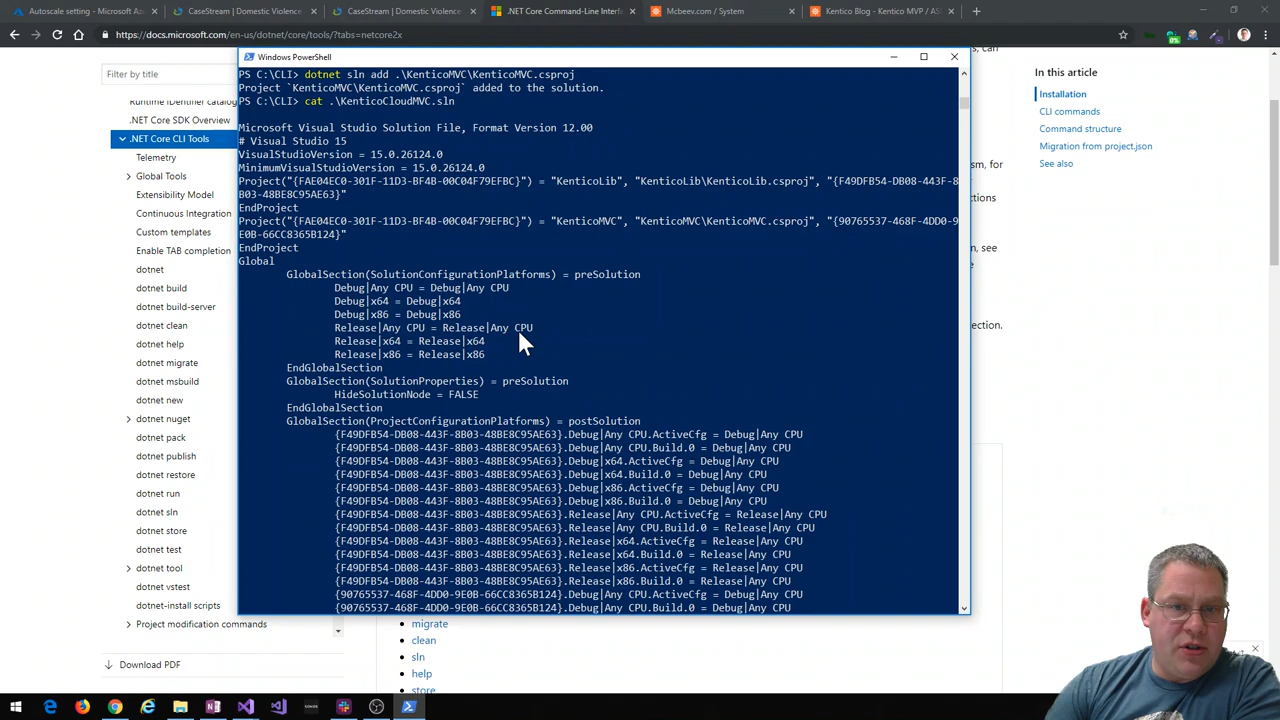 Autoscale setting - Microsoft Az
CaseStream | Domestic Violence
CaseStream | Domestic Violence
.NET Core Command-Line Interf
Mcbeev.com / System
Kentico Blog - Kentico MVP / AS
https://docs.microsoft.com/en-us/dotnet/core/tools/?tabs=netcore2x
Filter by title
Runtime IDentifier catalog
.NET Core SDK Overview
.NET Core CLI Tools
Telemetry
Global Tools
Extensibility Model
Continuous Integration
Custom templates
Enable TAB completion
dotnet
dotnet build
dotnet build-server
dotnet clean
dotnet help
dotnet migrate
dotnet msbuild
dotnet new
dotnet nuget
dotnet pack
dotnet publish
dotnet restore
dotnet run
dotnet sln
dotnet store
dotnet test
dotnet tool
dotnet vstest
dotnet-install scripts
Project modification commands
Download PDF
Windows PowerShell
PS C:\CLI> dotnet sln add .\KenticoMVC\KenticoMVC.csproj
Project `KenticoMVC\KenticoMVC.csproj` added to the solution.
PS C:\CLI> cat .\KenticoCloudMVC.sln
Microsoft Visual Studio Solution File, Format Version 12.00
# Visual Studio 15
VisualStudioVersion = 15.0.26124.0
MinimumVisualStudioVersion = 15.0.26124.0
Project("{FAE04EC0-301F-11D3-BF4B-00C04F79EFBC}") = "KenticoLib", "KenticoLib\KenticoLib.csproj", "{F49DFB54-DB08-443F-8
B03-48BE8C95AE63}"
EndProject
Project("{FAE04EC0-301F-11D3-BF4B-00C04F79EFBC}") = "KenticoMVC", "KenticoMVC\KenticoMVC.csproj", "{90765537-468F-4DD0-9
E0B-66CC8365B124}"
EndProject
Global
GlobalSection(SolutionConfigurationPlatforms) = preSolution
Debug|Any CPU = Debug|Any CPU
Debug|x64 = Debug|x64
Debug|x86 = Debug|x86
Release|Any CPU = Release|Any CPU
Release|x64 = Release|x64
Release|x86 = Release|x86
EndGlobalSection
GlobalSection(SolutionProperties) = preSolution
HideSolutionNode = FALSE
EndGlobalSection
GlobalSection(ProjectConfigurationPlatforms) = postSolution
{F49DFB54-DB08-443F-8B03-48BE8C95AE63}.Debug|Any CPU.ActiveCfg = Debug|Any CPU
{F49DFB54-DB08-443F-8B03-48BE8C95AE63}.Debug|Any CPU.Build.0 = Debug|Any CPU
{F49DFB54-DB08-443F-8B03-48BE8C95AE63}.Debug|x64.ActiveCfg = Debug|Any CPU
{F49DFB54-DB08-443F-8B03-48BE8C95AE63}.Debug|x64.Build.0 = Debug|Any CPU
{F49DFB54-DB08-443F-8B03-48BE8C95AE63}.Debug|x86.ActiveCfg = Debug|Any CPU
{F49DFB54-DB08-443F-8B03-48BE8C95AE63}.Debug|x86.Build.0 = Debug|Any CPU
{F49DFB54-DB08-443F-8B03-48BE8C95AE63}.Release|Any CPU.ActiveCfg = Release|Any CPU
{F49DFB54-DB08-443F-8B03-48BE8C95AE63}.Release|Any CPU.Build.0 = Release|Any CPU
{F49DFB54-DB08-443F-8B03-48BE8C95AE63}.Release|x64.ActiveCfg = Release|Any CPU
{F49DFB54-DB08-443F-8B03-48BE8C95AE63}.Release|x64.Build.0 = Release|Any CPU
{F49DFB54-DB08-443F-8B03-48BE8C95AE63}.Release|x86.ActiveCfg = Release|Any CPU
{F49DFB54-DB08-443F-8B03-48BE8C95AE63}.Release|x86.Build.0 = Release|Any CPU
{90765537-468F-4DD0-9E0B-66CC8365B124}.Debug|Any CPU.ActiveCfg = Debug|Any CPU
{90765537-468F-4DD0-9E0B-66CC8365B124}.Debug|Any CPU.Build.0 = Debug|Any CPU
migrate
clean
sln
help
store
can
ism, for
ctions
m, see
e
ection.
In this article
Installation
CLI commands
Command structure
Migration from project.json
See also